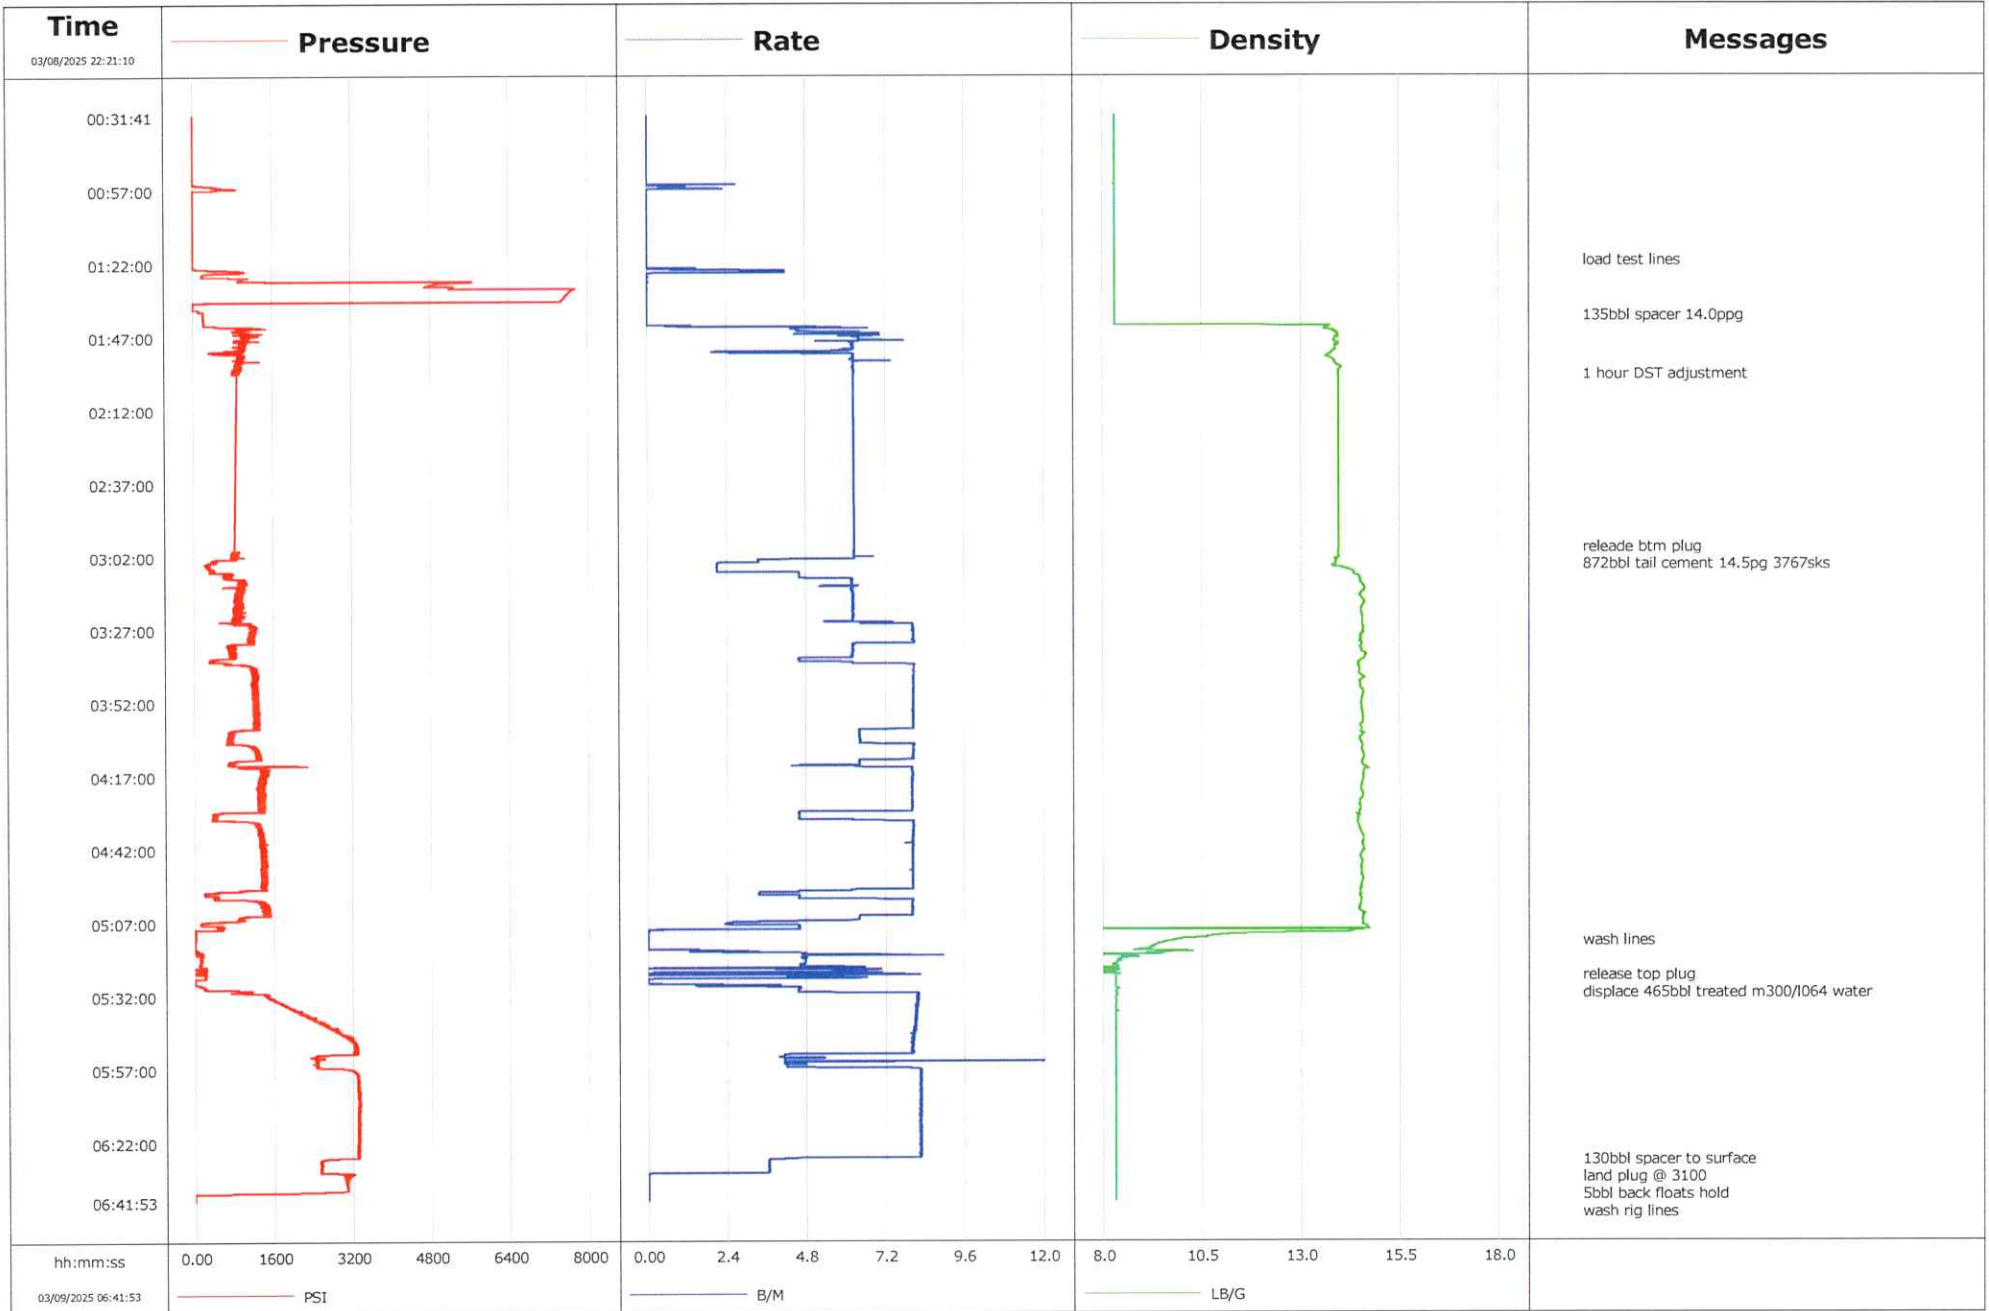 Time
03/08/2025 22:21:10
Pressure
Rate
Density
Messages
00:31:41
00:57:00
01:22:00
load test lines
135bbl spacer 14.0ppg
01:47:00
1 hour DST adjustment
02:12:00
02:37:00
releade btm plug
03:02:00
872bbl tail cement 14.5pg 3767sks
03:27:00
03:52:00
04:17:00
04:42:00
05:07:00
wash lines
release top plug
05:32:00
displace 465bbl treated m300/l064 water
05:57:00
06:22:00
130bbl spacer to surface
land plug @ 3100
5bbl back floats hold
06:41:53
wash rig lines
hh:mm:ss
0.00 1600 3200 4800 6400 8000
0.00 2.4 4.8 7.2 9.6 12.0
8.0 10.5 13.0 15.5 18.0
03/09/2025 06:41:53
PSI
B/M
LB/G